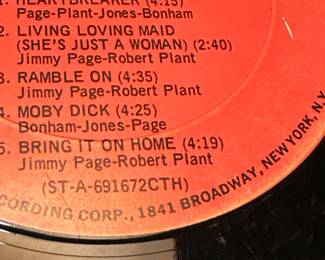 1. HEARTBREAKER (4:15)
Page-Plant-Jones-Bonham
2. LIVING LOVING MAID
(SHE'S JUST A WOMAN) (2:40)
Jimmy Page-Robert Plant
3. RAMBLE ON (4:35)
Jimmy Page-Robert Plant
4. MOBY DICK (4:25)
Bonham-Jones-Page
5. BRING IT ON HOME (4:19)
Jimmy Page-Robert Plant
(ST-A-691672CTH)
CORDING CORP., 1841 BROADWAY, NEW YORK, N.Y.